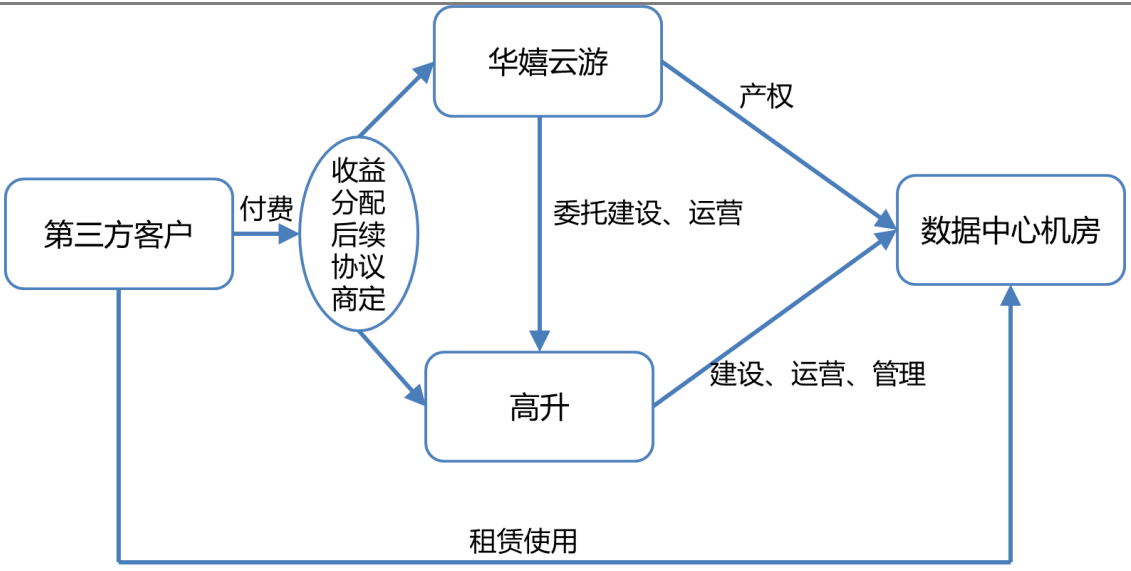 华嬉云游
产权
收益
分配
后续
协议
商定
付费
第三方客户
委托建设、运营
数据中心机房
建设、运营、管理
高升
租赁使用